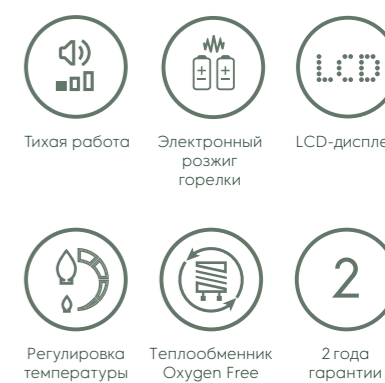 LCD
Тихая работа
Электронный
розжиг
горелки
LCD-диспле
2
Регулировка
температуры
Теплообменник
Oxygen Free
2 года
гарантии